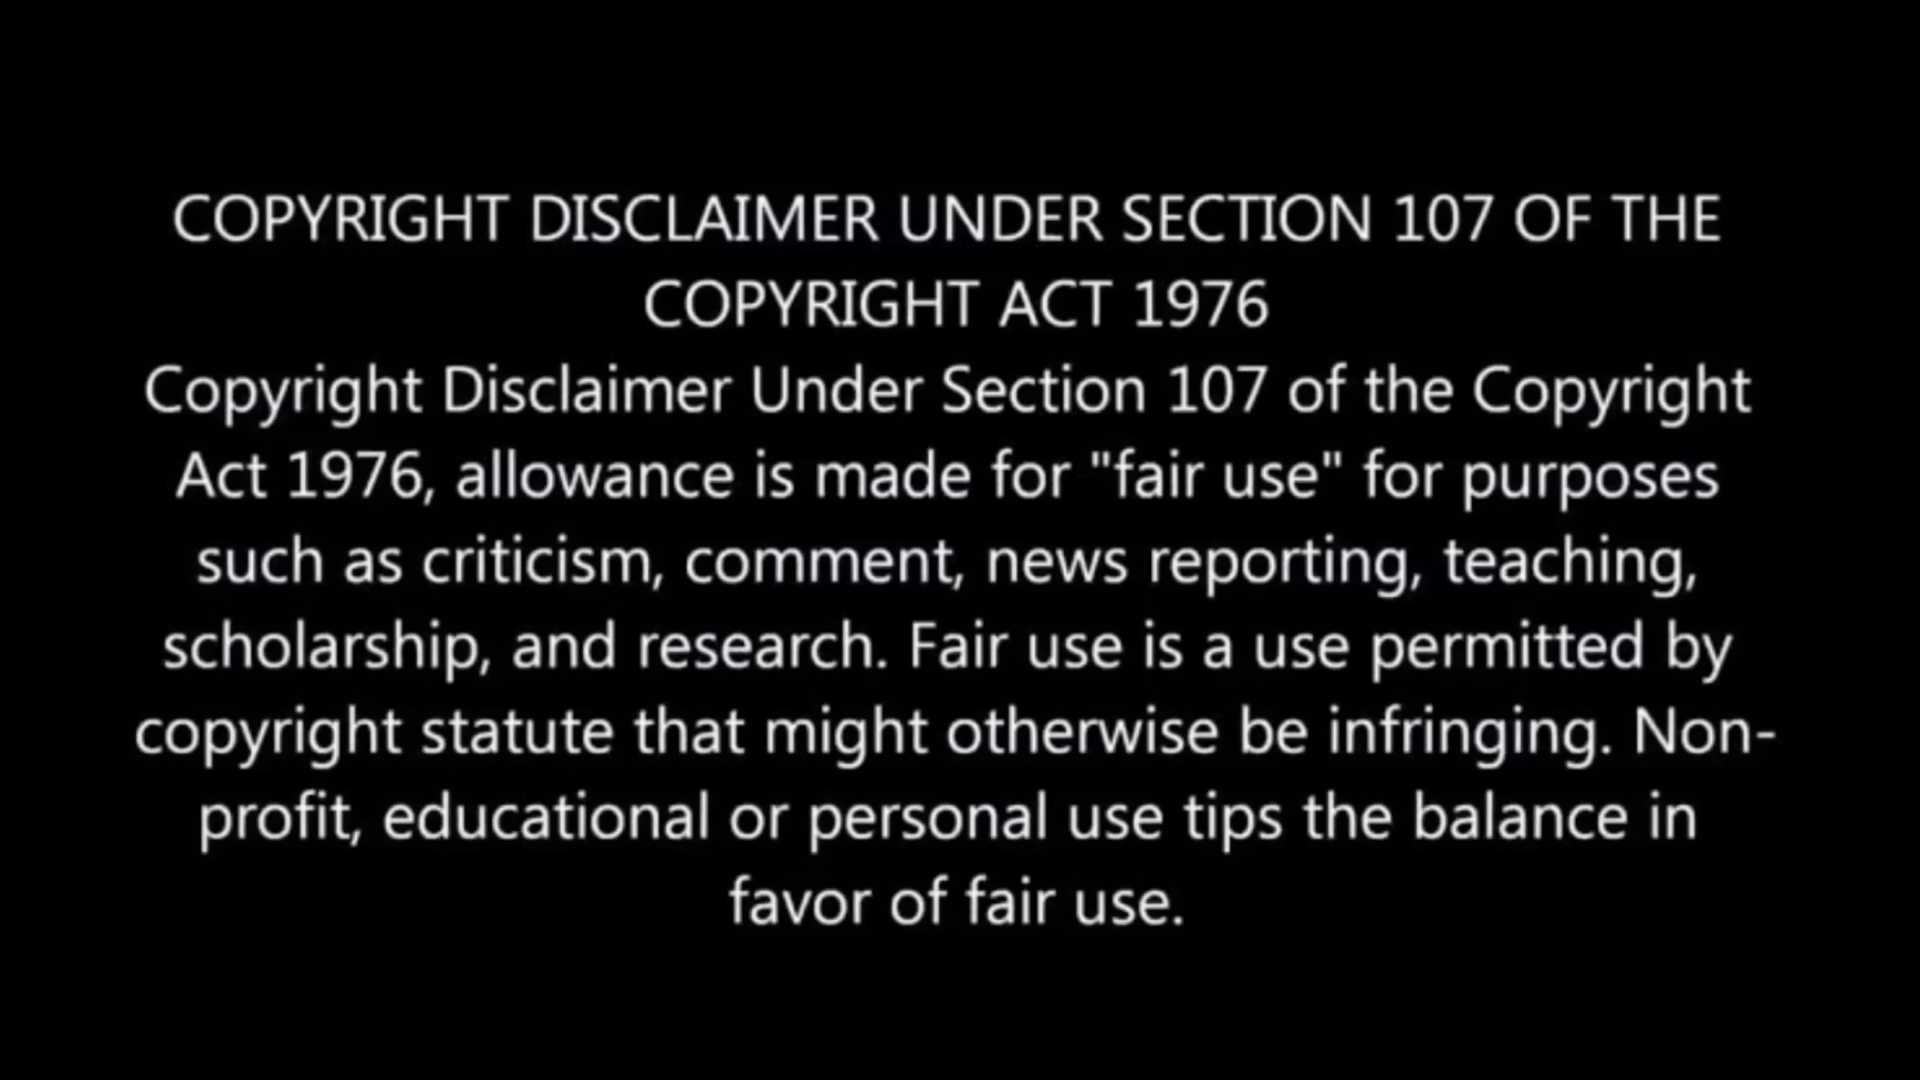 COPYRIGHT DISCLAIMER UNDER SECTION 107 OF THE
COPYRIGHT ACT 1976
Copyright Disclaimer Under Section 107 of the Copyright
Act 1976, allowance is made for "fair use" for purposes
such as criticism, comment, news reporting, teaching,
scholarship, and research. Fair use is a use permitted by
copyright statute that might otherwise be infringing. Non-
profit, educational or personal use tips the balance in
favor of fair use.